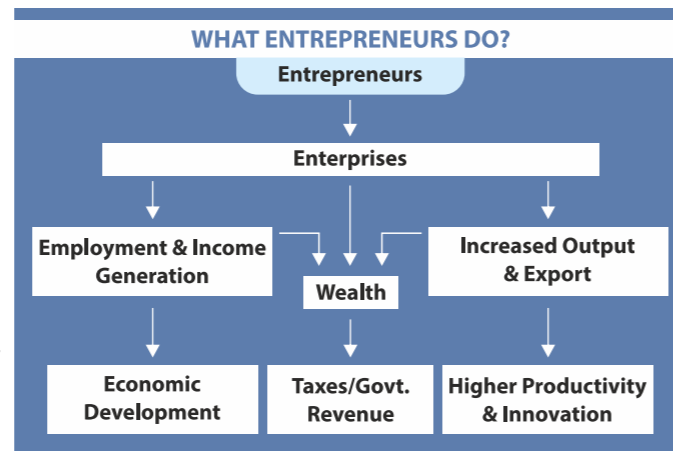 WHAT ENTREPRENEURS DO?
Entrepreneurs
Enterprises
Employment & Income
Generation
Wealth
Increased Output
& Export
Economic
Development
Taxes/Govt.
Revenue
Higher Productivity
& Innovation